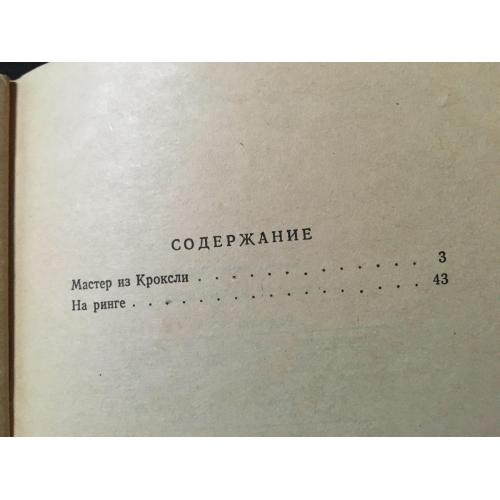 СОДЕРЖАНИЕ
Мастер из Кроксли . . . . . . . . . . . . 3
На ринге . . . . . . . . . . . . . . . . 43